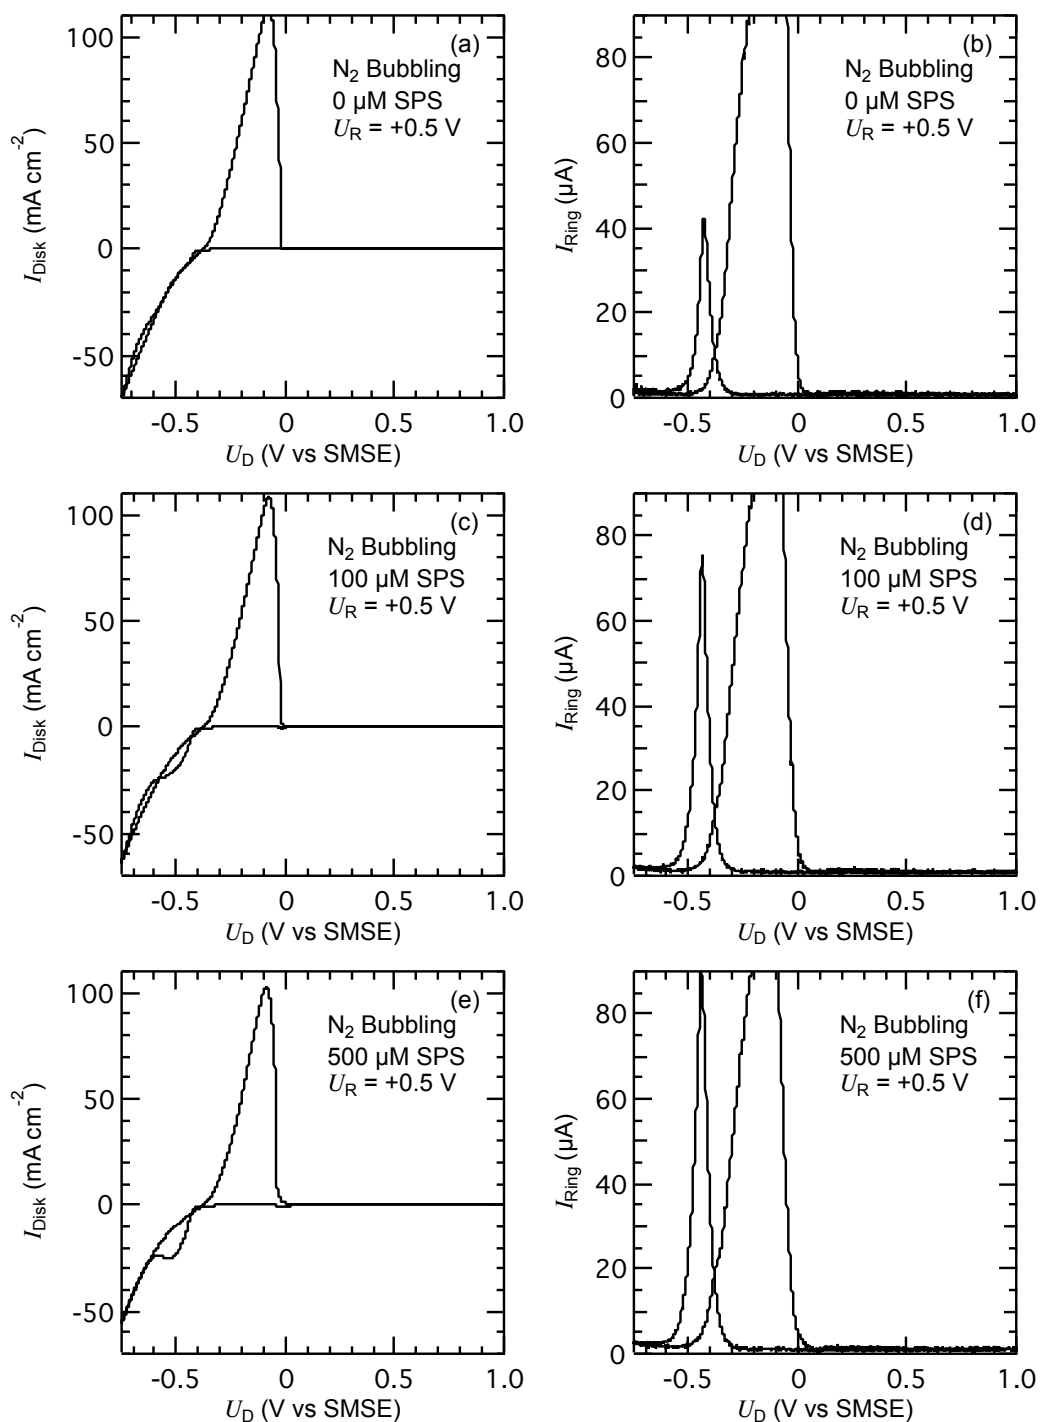 (a)
N₂ Bubbling
0 µM SPS
U_R = +0.5 V
I_Disk (mA cm⁻²)
100
50
0
-50
-0.5 0 0.5 1.0
U_D (V vs SMSE)
(b)
N₂ Bubbling
0 µM SPS
U_R = +0.5 V
I_Ring (µA)
80
60
40
20
0
-0.5 0 0.5 1.0
U_D (V vs SMSE)
(c)
N₂ Bubbling
100 µM SPS
U_R = +0.5 V
I_Disk (mA cm⁻²)
100
50
0
-50
-0.5 0 0.5 1.0
U_D (V vs SMSE)
(d)
N₂ Bubbling
100 µM SPS
U_R = +0.5 V
I_Ring (µA)
80
60
40
20
0
-0.5 0 0.5 1.0
U_D (V vs SMSE)
(e)
N₂ Bubbling
500 µM SPS
U_R = +0.5 V
I_Disk (mA cm⁻²)
100
50
0
-50
-0.5 0 0.5 1.0
U_D (V vs SMSE)
(f)
N₂ Bubbling
500 µM SPS
U_R = +0.5 V
I_Ring (µA)
80
60
40
20
0
-0.5 0 0.5 1.0
U_D (V vs SMSE)